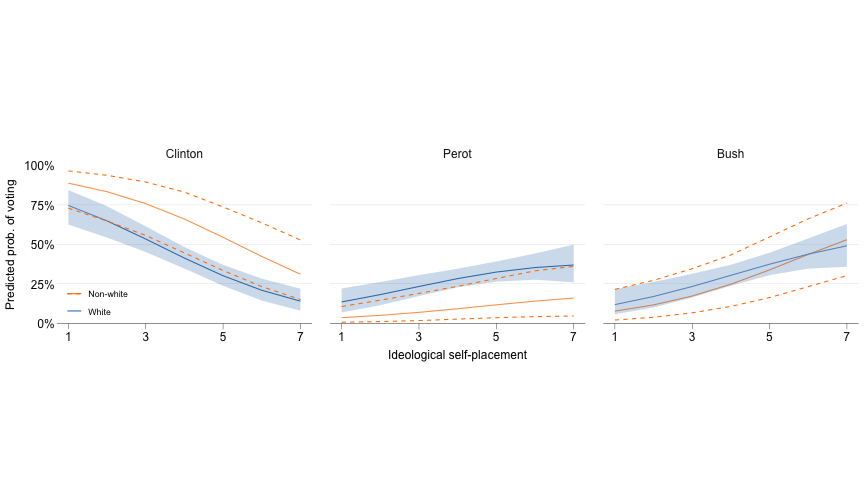 Clinton
Perot
Bush
Predicted prob. of voting
100%
75%
50%
25%
0%
Non-white
White
1 3 5 7
1 3 5 7
1 3 5 7
Ideological self-placement